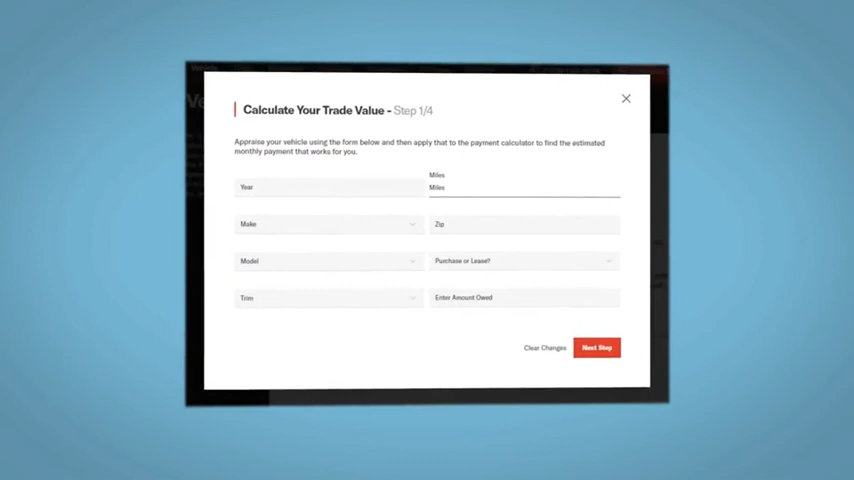 Calculate Your Trade Value - Step 1/4
Appraise your vehicle using the form below and then apply that to the payment calculator to find the estimated
monthly payment that works for you.
Miles
Year
Miles
Make
Zip
Model
Purchase or Lease?
Trim
Enter Amount Owed
Clear Changes
Next Step